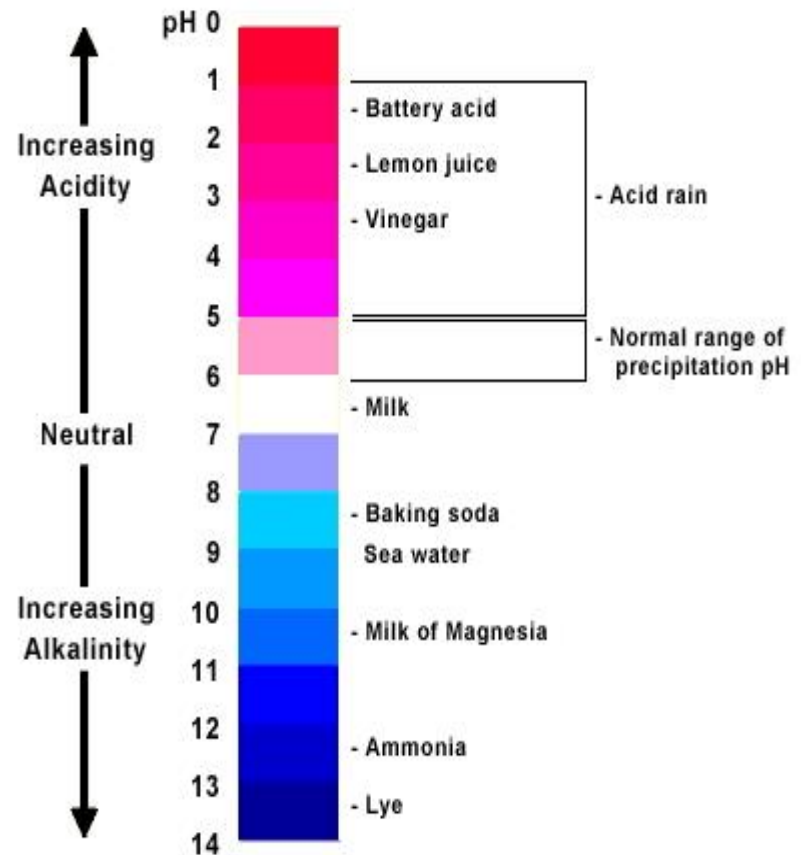 pH 0
1
- Battery acid
2
Increasing
Acidity
- Lemon juice
3
- Acid rain
- Vinegar
4
5
- Normal range of
precipitation pH
6
- Milk
Neutral
7
8
- Baking soda
9
Sea water
Increasing
Alkalinity
10
- Milk of Magnesia
11
12
- Ammonia
13
- Lye
14